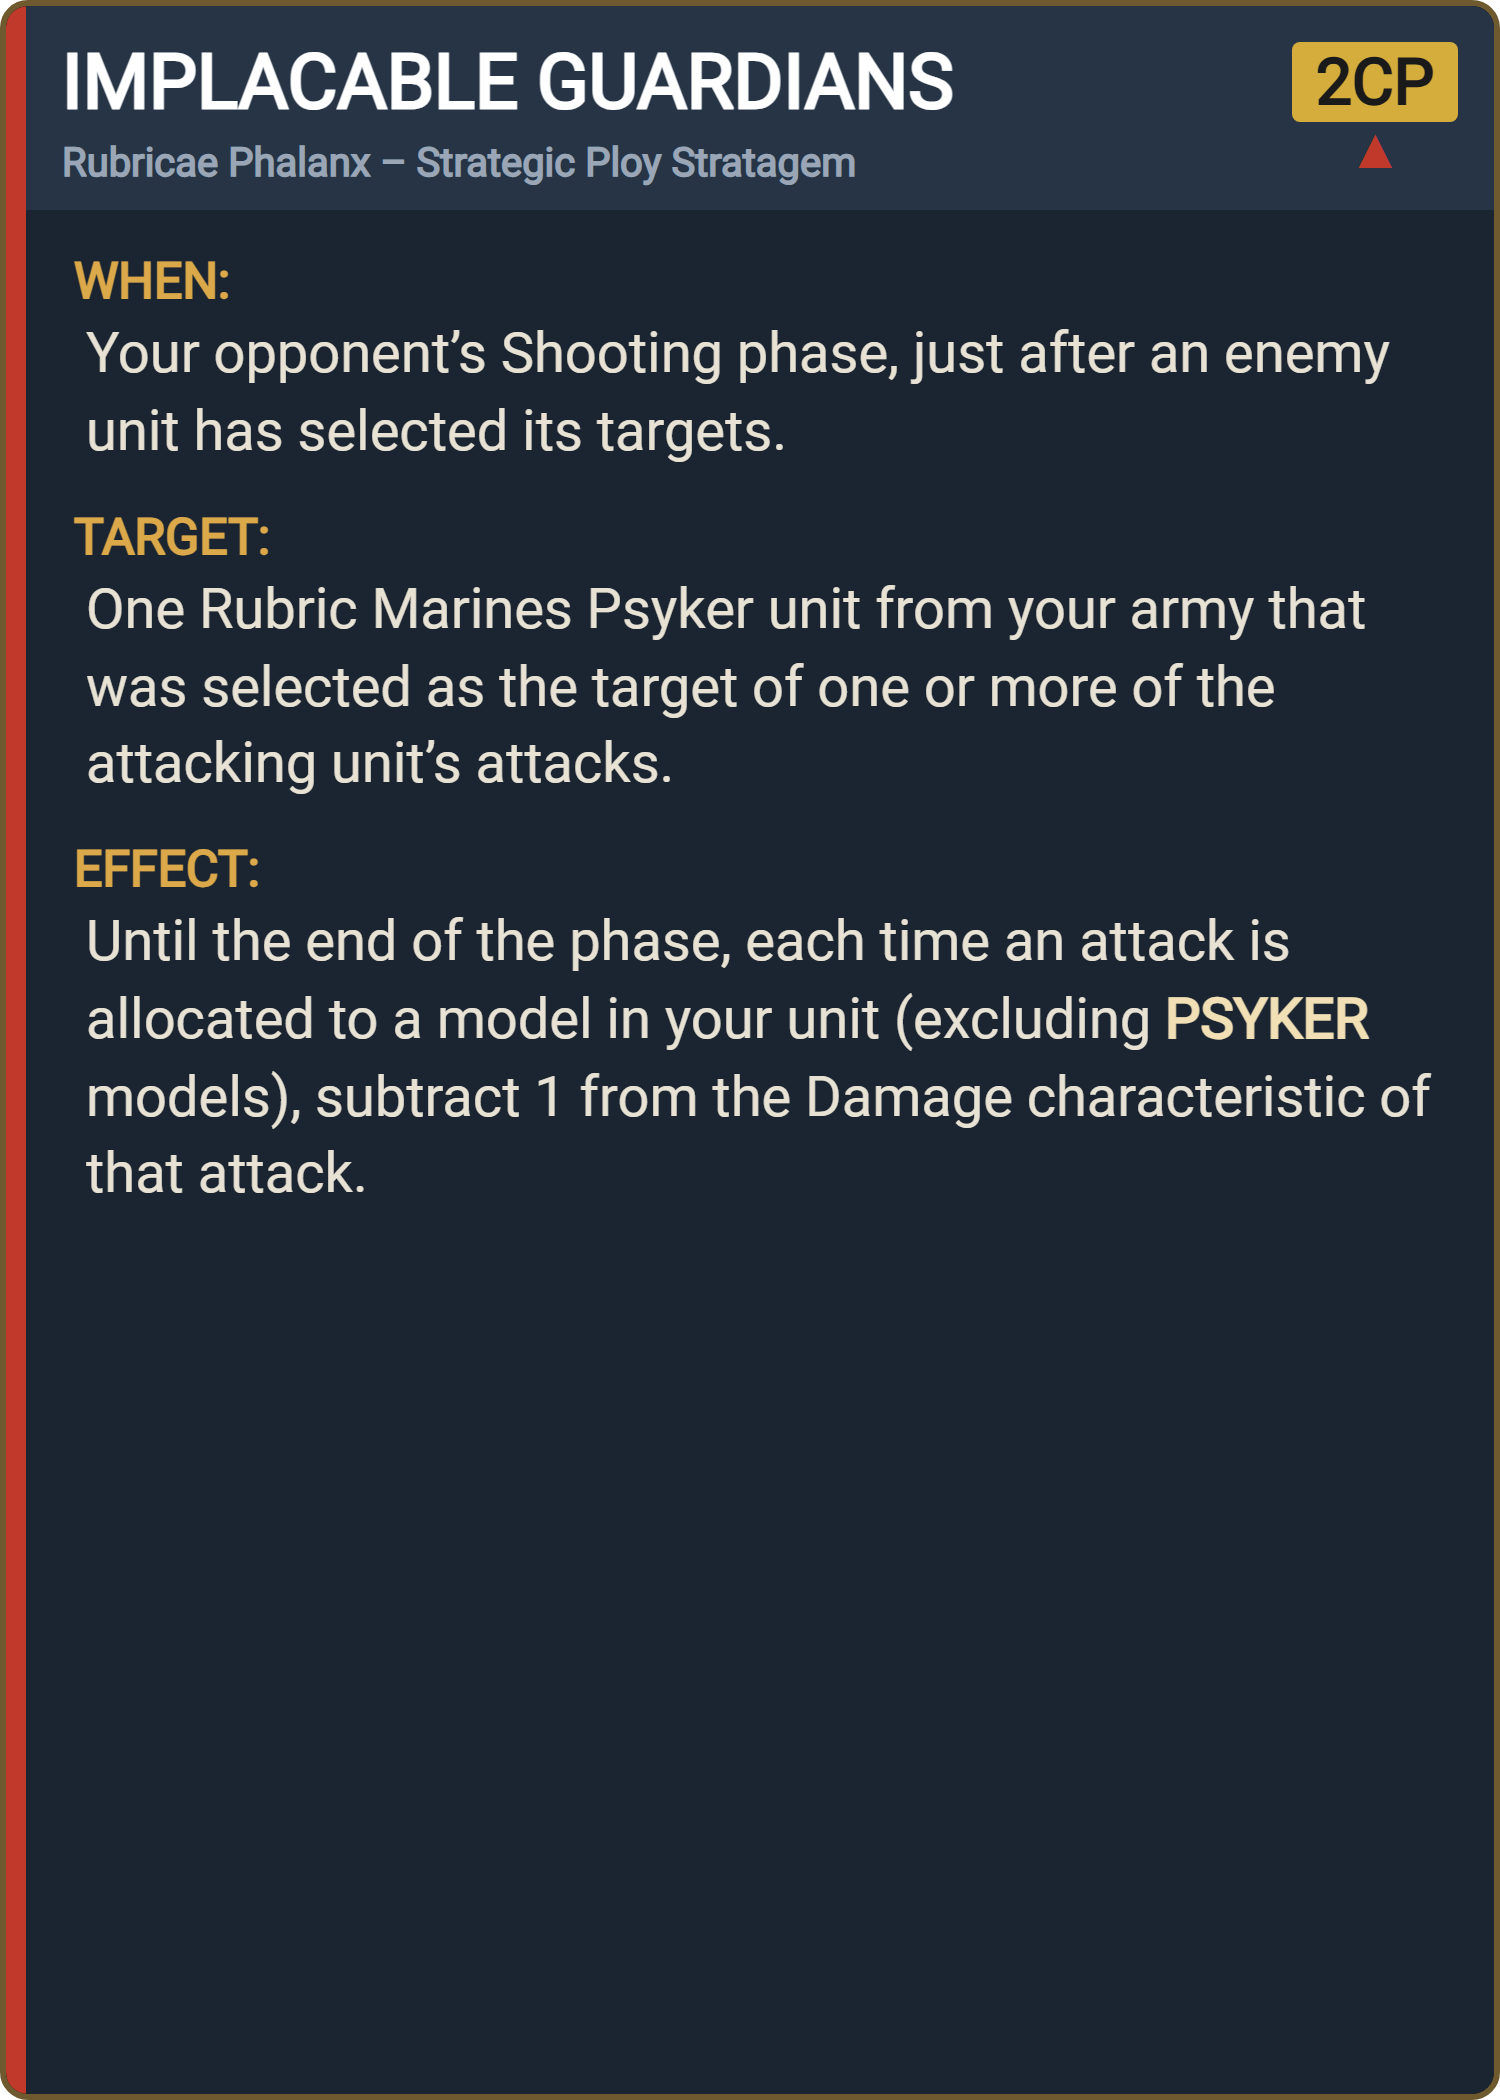 IMPLACABLE GUARDIANS
2CP
Rubricae Phalanx – Strategic Ploy Stratagem
WHEN:
Your opponent’s Shooting phase, just after an enemy
unit has selected its targets.
TARGET:
One Rubric Marines Psyker unit from your army that
was selected as the target of one or more of the
attacking unit’s attacks.
EFFECT:
Until the end of the phase, each time an attack is
allocated to a model in your unit (excluding PSYKER
models), subtract 1 from the Damage characteristic of
that attack.